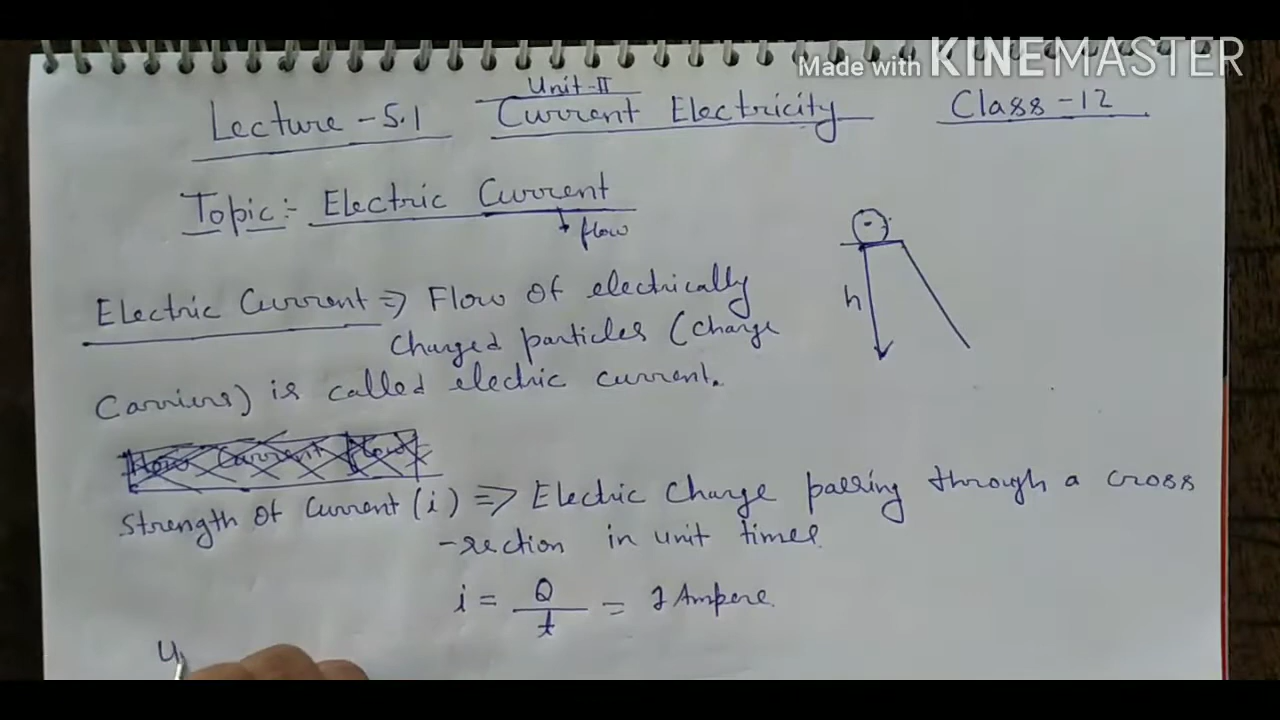 Made with KINEMASTER
Unit-II
Lecture -5.1 Current Electricity Class -12
Topic:- Electric Current
flow
Electric Current => Flow of electrically
Charged particles (Charge
Carriers) is called electric current.
h
Strength of Current (i) => Electric Charge passing through a cross
-section in unit times
i = Q/t = 1 Ampere